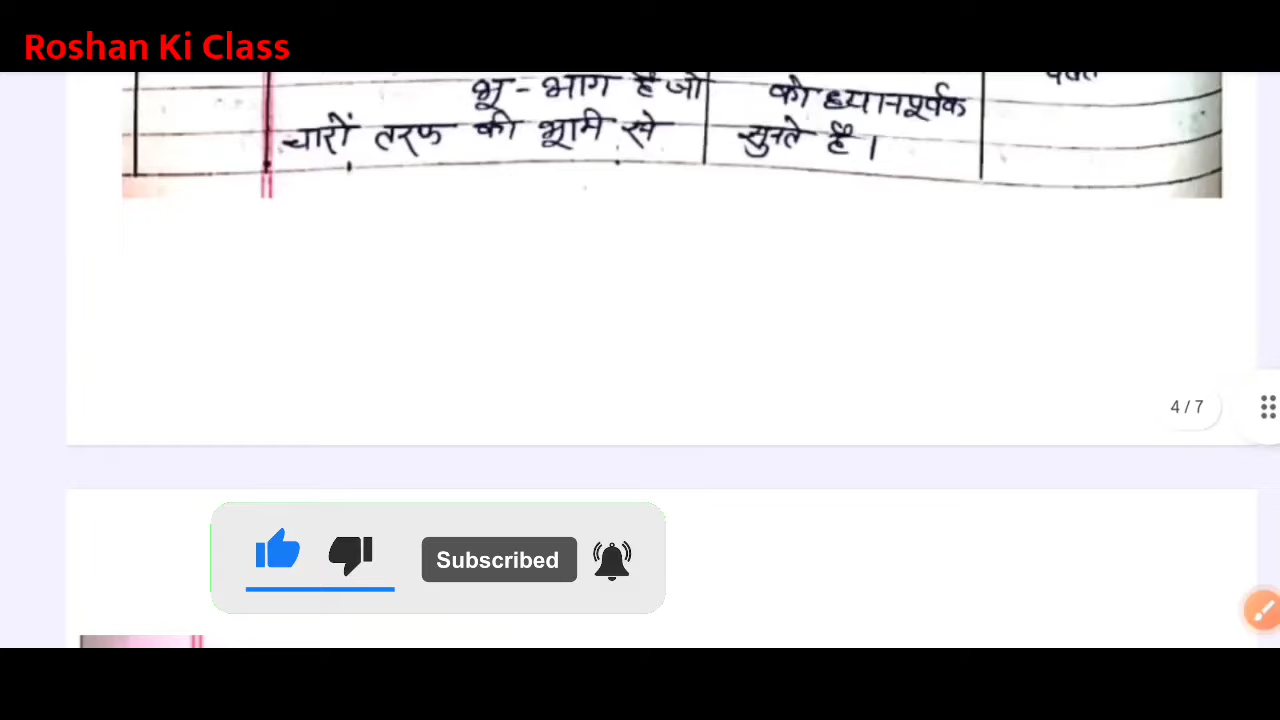 Roshan Ki Class
भू - भाग है जो
को ध्यानपूर्वक
चारों तरफ की भूमि से
सुनते हैं।
4 / 7
Subscribed